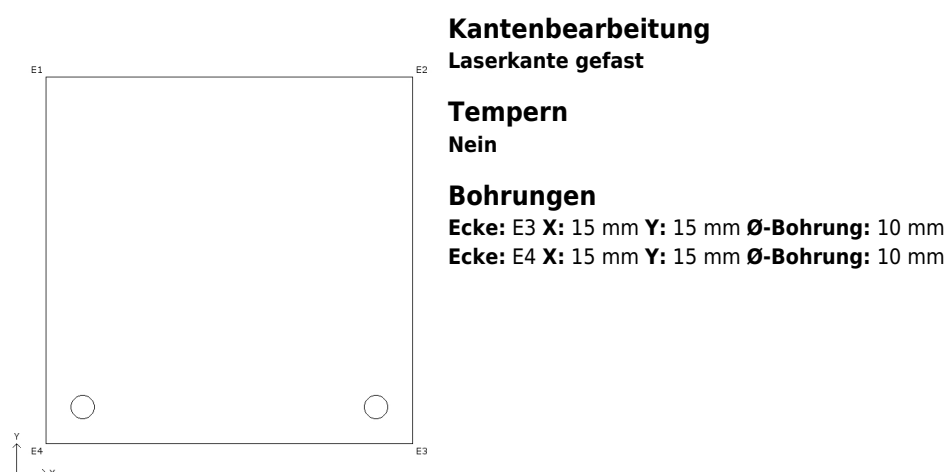 Kantenbearbeitung
Laserkante gefast
Tempern
Nein
Bohrungen
Ecke: E3 X: 15 mm Y: 15 mm Ø-Bohrung: 10 mm
Ecke: E4 X: 15 mm Y: 15 mm Ø-Bohrung: 10 mm
E1
E2
Y
E4
E3